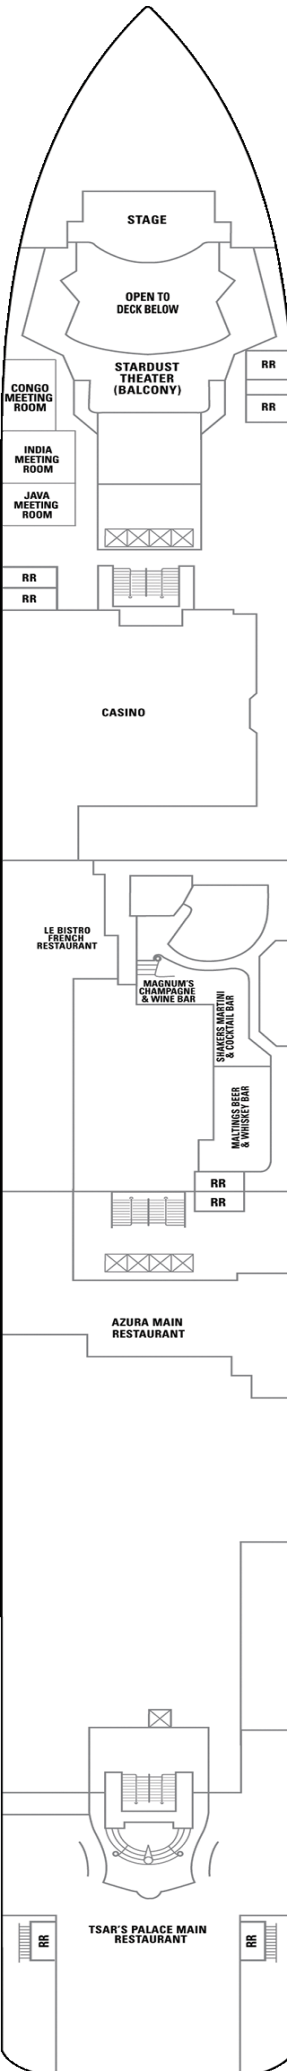 STAGE
OPEN TO
DECK BELOW
STARDUST
THEATER
(BALCONY)
RR
RR
CONGO
MEETING
ROOM
INDIA
MEETING
ROOM
JAVA
MEETING
ROOM
RR
RR
CASINO
LE BISTRO
FRENCH
RESTAURANT
MAGNUM'S
CHAMPAGNE
& WINE BAR
SHAKERS MARTINI
& COCKTAIL BAR
MALTINGS BEER
& WHISKEY BAR
RR
RR
AZURA MAIN
RESTAURANT
TSAR'S PALACE MAIN
RESTAURANT
RR
RR